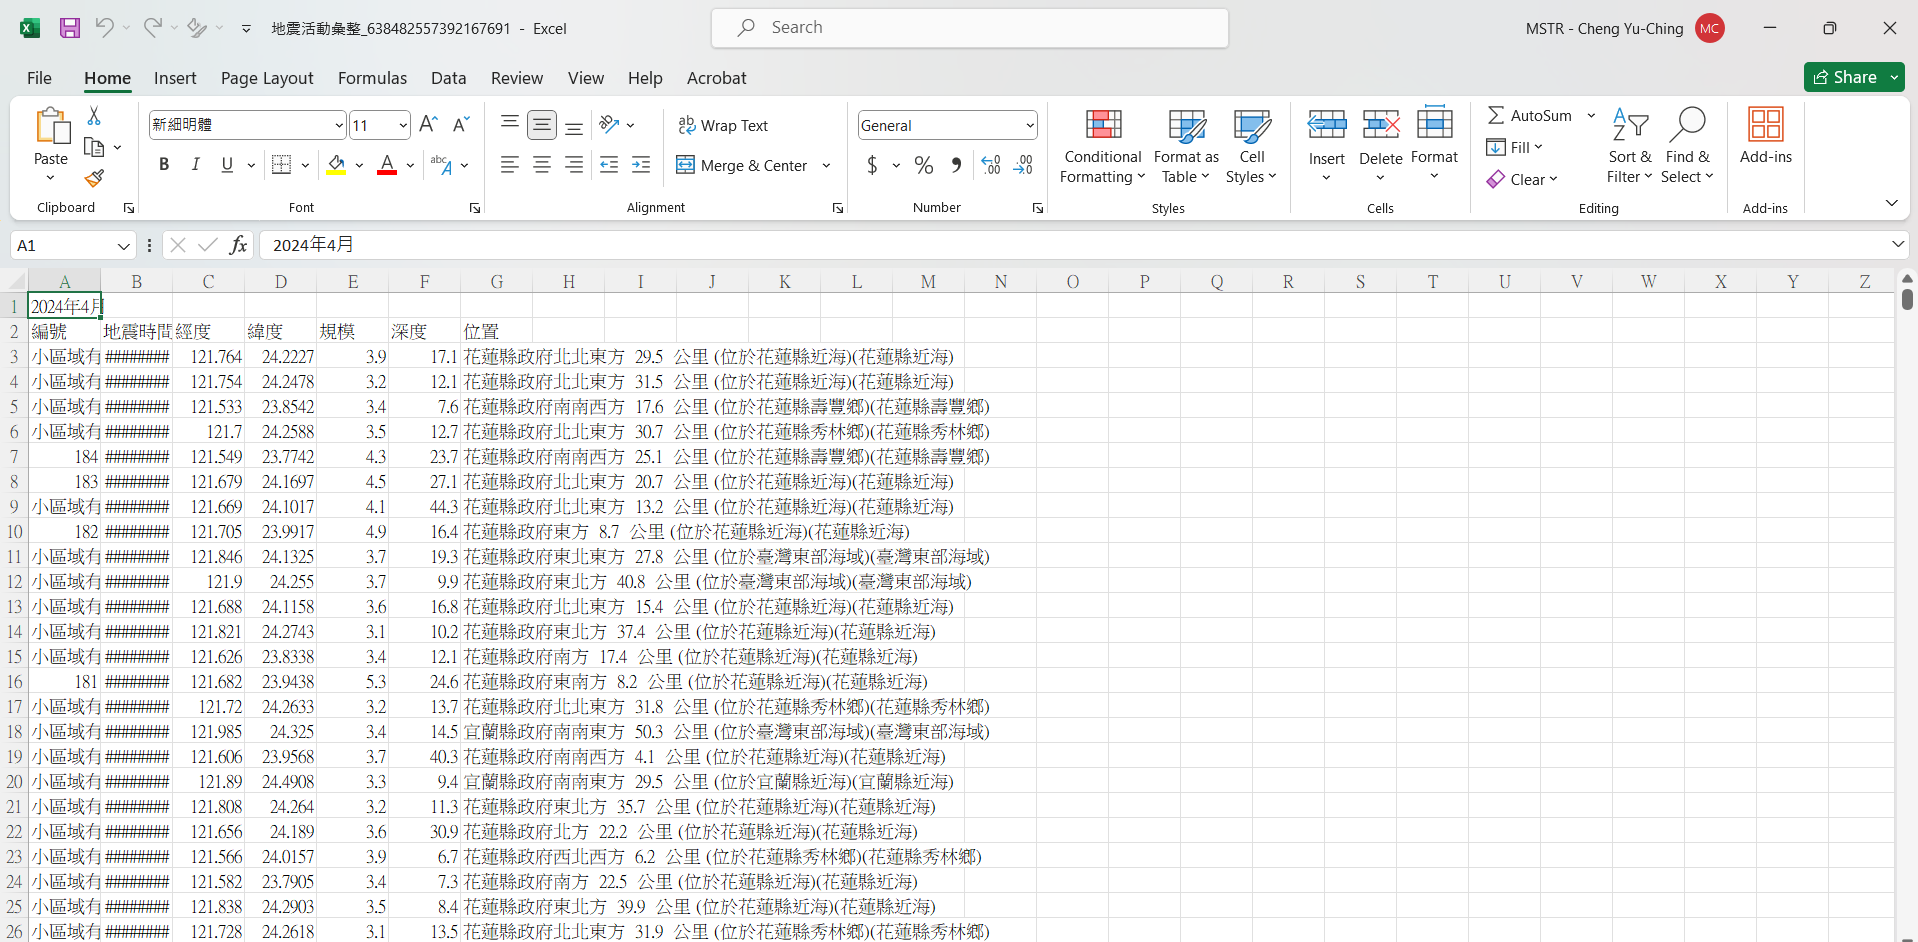 地震活動彙整_638482557392167691 - Excel
Search
MSTR - Cheng Yu-Ching MC
File Home Insert Page Layout Formulas Data Review View Help Acrobat Share
Paste
Clipboard
新細明體 11
B I U
Font
Wrap Text
Merge & Center
Alignment
General
$ % 9
Number
Conditional Formatting
Format as Table
Cell Styles
Styles
Insert Delete Format
Cells
AutoSum
Fill
Clear
Sort & Filter
Find & Select
Editing
Add-ins
Add-ins
A1 fx 2024年4月
A B C D E F G H I J K L M N O P Q R S T U V W X Y Z
1 2024年4月
2 編號 地震時間 經度 緯度 規模 深度 位置
3 小區域有 ######## 121.764 24.2227 3.9 17.1 花蓮縣政府北北東方 29.5 公里 (位於花蓮縣近海)(花蓮縣近海)
4 小區域有 ######## 121.754 24.2478 3.2 12.1 花蓮縣政府北北東方 31.5 公里 (位於花蓮縣近海)(花蓮縣近海)
5 小區域有 ######## 121.533 23.8542 3.4 7.6 花蓮縣政府南南西方 17.6 公里 (位於花蓮縣壽豐鄉)(花蓮縣壽豐鄉)
6 小區域有 ######## 121.7 24.2588 3.5 12.7 花蓮縣政府北北東方 30.7 公里 (位於花蓮縣秀林鄉)(花蓮縣秀林鄉)
7 184 ######## 121.549 23.7742 4.3 23.7 花蓮縣政府南南西方 25.1 公里 (位於花蓮縣壽豐鄉)(花蓮縣壽豐鄉)
8 183 ######## 121.679 24.1697 4.5 27.1 花蓮縣政府北北東方 20.7 公里 (位於花蓮縣近海)(花蓮縣近海)
9 小區域有 ######## 121.669 24.1017 4.1 44.3 花蓮縣政府北北東方 13.2 公里 (位於花蓮縣近海)(花蓮縣近海)
10 182 ######## 121.705 23.9917 4.9 16.4 花蓮縣政府東方 8.7 公里 (位於花蓮縣近海)(花蓮縣近海)
11 小區域有 ######## 121.846 24.1325 3.7 19.3 花蓮縣政府東北東方 27.8 公里 (位於臺灣東部海域)(臺灣東部海域)
12 小區域有 ######## 121.9 24.255 3.7 9.9 花蓮縣政府東北方 40.8 公里 (位於臺灣東部海域)(臺灣東部海域)
13 小區域有 ######## 121.688 24.1158 3.6 16.8 花蓮縣政府北北東方 15.4 公里 (位於花蓮縣近海)(花蓮縣近海)
14 小區域有 ######## 121.821 24.2743 3.1 10.2 花蓮縣政府東北方 37.4 公里 (位於花蓮縣近海)(花蓮縣近海)
15 小區域有 ######## 121.626 23.8338 3.4 12.1 花蓮縣政府南方 17.4 公里 (位於花蓮縣近海)(花蓮縣近海)
16 181 ######## 121.682 23.9438 5.3 24.6 花蓮縣政府東南方 8.2 公里 (位於花蓮縣近海)(花蓮縣近海)
17 小區域有 ######## 121.72 24.2633 3.2 13.7 花蓮縣政府北北東方 31.8 公里 (位於花蓮縣秀林鄉)(花蓮縣秀林鄉)
18 小區域有 ######## 121.985 24.325 3.4 14.5 宜蘭縣政府南南東方 50.3 公里 (位於臺灣東部海域)(臺灣東部海域)
19 小區域有 ######## 121.606 23.9568 3.7 40.3 花蓮縣政府南南西方 4.1 公里 (位於花蓮縣近海)(花蓮縣近海)
20 小區域有 ######## 121.89 24.4908 3.3 9.4 宜蘭縣政府南南東方 29.5 公里 (位於宜蘭縣近海)(宜蘭縣近海)
21 小區域有 ######## 121.808 24.264 3.2 11.3 花蓮縣政府東北方 35.7 公里 (位於花蓮縣近海)(花蓮縣近海)
22 小區域有 ######## 121.656 24.189 3.6 30.9 花蓮縣政府北方 22.2 公里 (位於花蓮縣近海)(花蓮縣近海)
23 小區域有 ######## 121.566 24.0157 3.9 6.7 花蓮縣政府西北西方 6.2 公里 (位於花蓮縣秀林鄉)(花蓮縣秀林鄉)
24 小區域有 ######## 121.582 23.7905 3.4 7.3 花蓮縣政府南方 22.5 公里 (位於花蓮縣近海)(花蓮縣近海)
25 小區域有 ######## 121.838 24.2903 3.5 8.4 花蓮縣政府東北方 39.9 公里 (位於花蓮縣近海)(花蓮縣近海)
26 小區域有 ######## 121.728 24.2618 3.1 13.5 花蓮縣政府北北東方 31.9 公里 (位於花蓮縣秀林鄉)(花蓮縣秀林鄉)